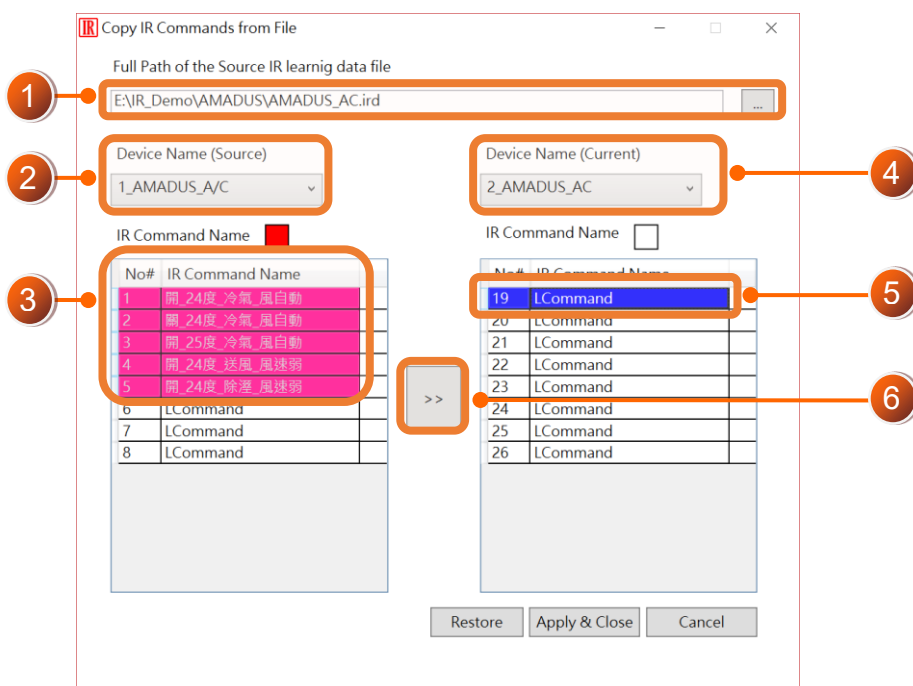 IR Copy IR Commands from File
Full Path of the Source IR learnig data file
1
E:\IR_Demo\AMADUS\AMADUS_AC.ird ...
Device Name (Source) Device Name (Current)
2 1_AMADUS_A/C 2_AMADUS_AC 4
IR Command Name IR Command Name
No# IR Command Name No# IR Command Name
3 1 開_24度_冷氣_風自動 19 LCommand 5
2 關_24度_冷氣_風自動 20 LCommand
3 開_25度_冷氣_風自動 21 LCommand
4 開_24度_送風_風速弱 22 LCommand
5 開_24度_除溼_風速弱 23 LCommand
>> 6
6 LCommand 24 LCommand
7 LCommand 25 LCommand
8 LCommand 26 LCommand
Restore Apply & Close Cancel